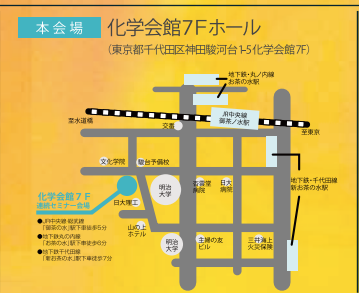 本会場 化学会館7Fホール
(東京都千代田区神田駿河台1-5化学会館7F)
地下鉄・丸ノ内線
お茶の水駅
JR中央線
御茶ノ水駅
至水道橋
交番
至東京
文化学院
駿台予備校
地下鉄・千代田線
新お茶の水駅
化学会館7F
連続セミナー会場
明治
大学
杏雲堂
病院
日大
病院
日大理工
●JR中央線・総武線
「御茶の水」駅下車徒歩5分
●地下鉄丸の内線
「お茶の水」駅下車徒歩6分
●地下鉄千代田線
「新お茶の水」駅下車徒歩7分
山の上
ホテル
明治
大学
主婦の友
ビル
三井海上
火災保険